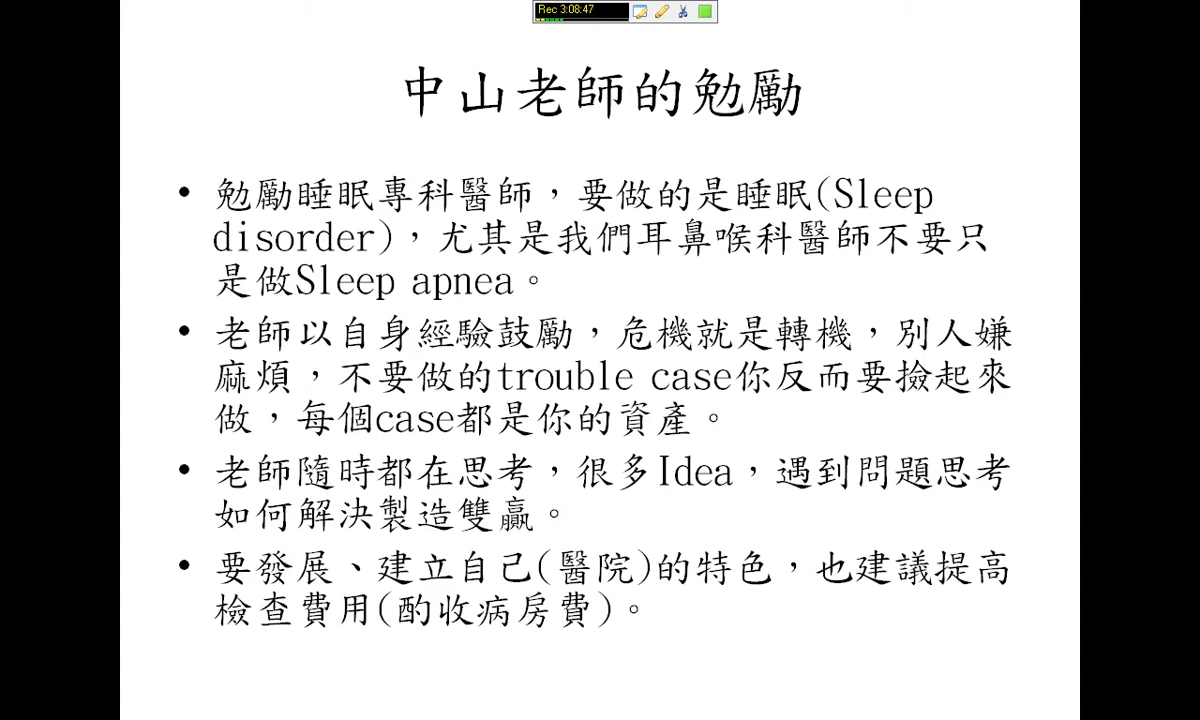 Rec 3:08:47
中山老師的勉勵
• 勉勵睡眠專科醫師，要做的是睡眠(Sleep
disorder)，尤其是我們耳鼻喉科醫師不要只
是做Sleep apnea。
• 老師以自身經驗鼓勵，危機就是轉機，別人嫌
麻煩，不要做的trouble case你反而要撿起來
做，每個case都是你的資產。
• 老師隨時都在思考，很多Idea，遇到問題思考
如何解決製造雙贏。
• 要發展、建立自己(醫院)的特色，也建議提高
檢查費用(酌收病房費)。